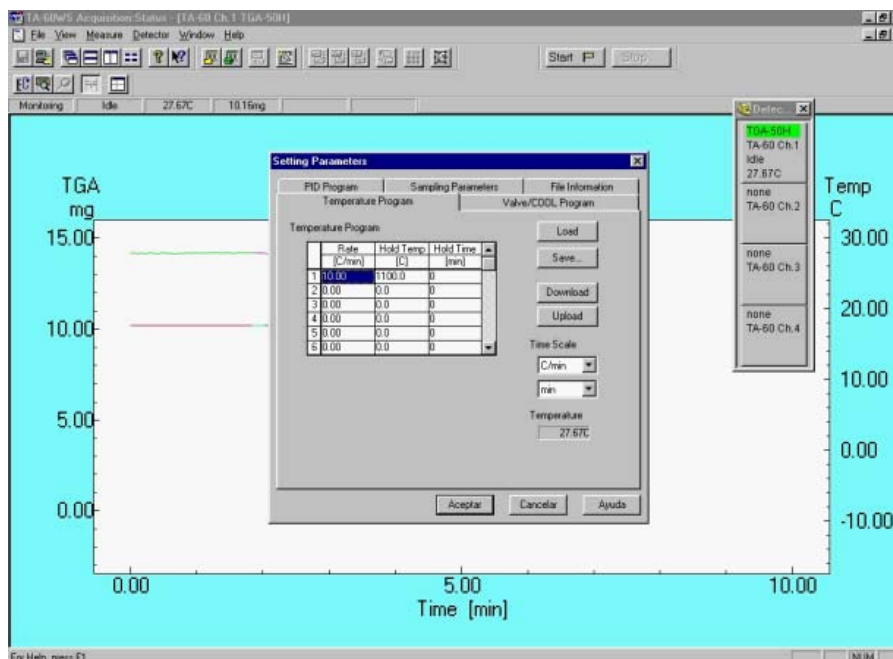 TA-60WS Acquisition Status - [TA-60 Ch.1 TGA-50H]
File View Measure Detector Window Help
Start Stop
Monitoring Idle 27.67C 10.16mg
Detec...
TGA-50H
TA-60 Ch.1
Idle
27.67C
none
TA-60 Ch.2
none
TA-60 Ch.3
none
TA-60 Ch.4
Setting Parameters
PID Program Sampling Parameters File Information
Temperature Program Valve/COOL Program
Temperature Program
Rate Hold Temp Hold Time
[C/min] [C] [min]
1 10.00 1100.0 0
2 0.00 0.0 0
3 0.00 0.0 0
4 0.00 0.0 0
5 0.00 0.0 0
6 0.00 0.0 0
Load
Save...
Download
Upload
Time Scale
C/min
min
Temperature
27.67C
Aceptar Cancelar Ayuda
TGA
mg
15.00
10.00
5.00
0.00
Temp
C
30.00
20.00
10.00
0.00
-10.00
0.00 5.00 10.00
Time [min]
For Help, press F1
NUM